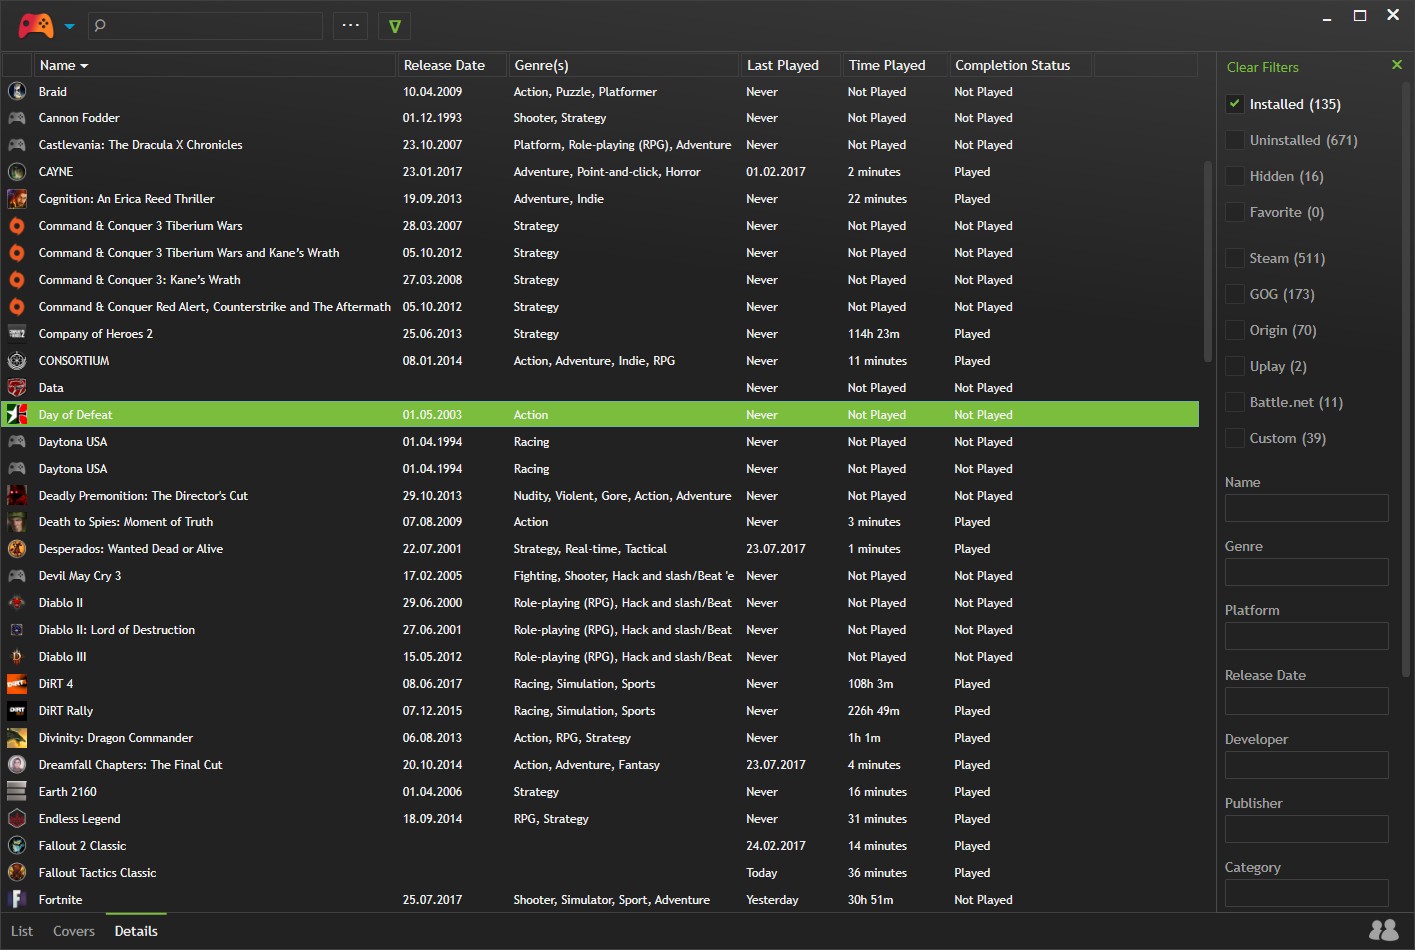 ...
Name Release Date Genre(s) Last Played Time Played Completion Status
Braid 10.04.2009 Action, Puzzle, Platformer Never Not Played Not Played
Cannon Fodder 01.12.1993 Shooter, Strategy Never Not Played Not Played
Castlevania: The Dracula X Chronicles 23.10.2007 Platform, Role-playing (RPG), Adventure Never Not Played Not Played
CAYNE 23.01.2017 Adventure, Point-and-click, Horror 01.02.2017 2 minutes Played
Cognition: An Erica Reed Thriller 19.09.2013 Adventure, Indie Never 22 minutes Played
Command & Conquer 3 Tiberium Wars 28.03.2007 Strategy Never Not Played Not Played
Command & Conquer 3 Tiberium Wars and Kane’s Wrath 05.10.2012 Strategy Never Not Played Not Played
Command & Conquer 3: Kane’s Wrath 27.03.2008 Strategy Never Not Played Not Played
Command & Conquer Red Alert, Counterstrike and The Aftermath 05.10.2012 Strategy Never Not Played Not Played
Company of Heroes 2 25.06.2013 Strategy Never 114h 23m Played
CONSORTIUM 08.01.2014 Action, Adventure, Indie, RPG Never 11 minutes Played
Data Never Not Played Not Played
Day of Defeat 01.05.2003 Action Never Not Played Not Played
Daytona USA 01.04.1994 Racing Never Not Played Not Played
Daytona USA 01.04.1994 Racing Never Not Played Not Played
Deadly Premonition: The Director's Cut 29.10.2013 Nudity, Violent, Gore, Action, Adventure Never Not Played Not Played
Death to Spies: Moment of Truth 07.08.2009 Action Never 3 minutes Played
Desperados: Wanted Dead or Alive 22.07.2001 Strategy, Real-time, Tactical 23.07.2017 1 minutes Played
Devil May Cry 3 17.02.2005 Fighting, Shooter, Hack and slash/Beat 'e Never Not Played Not Played
Diablo II 29.06.2000 Role-playing (RPG), Hack and slash/Beat Never Not Played Not Played
Diablo II: Lord of Destruction 27.06.2001 Role-playing (RPG), Hack and slash/Beat Never Not Played Not Played
Diablo III 15.05.2012 Role-playing (RPG), Hack and slash/Beat Never Not Played Not Played
DiRT 4 08.06.2017 Racing, Simulation, Sports Never 108h 3m Played
DiRT Rally 07.12.2015 Racing, Simulation, Sports Never 226h 49m Played
Divinity: Dragon Commander 06.08.2013 Action, RPG, Strategy Never 1h 1m Played
Dreamfall Chapters: The Final Cut 20.10.2014 Action, Adventure, Fantasy 23.07.2017 4 minutes Played
Earth 2160 01.04.2006 Strategy Never 16 minutes Played
Endless Legend 18.09.2014 RPG, Strategy Never 31 minutes Played
Fallout 2 Classic 24.02.2017 14 minutes Played
Fallout Tactics Classic Today 36 minutes Played
Fortnite 25.07.2017 Shooter, Simulator, Sport, Adventure Yesterday 30h 51m Not Played
Clear Filters
Installed (135)
Uninstalled (671)
Hidden (16)
Favorite (0)
Steam (511)
GOG (173)
Origin (70)
Uplay (2)
Battle.net (11)
Custom (39)
Name
Genre
Platform
Release Date
Developer
Publisher
Category
List Covers Details